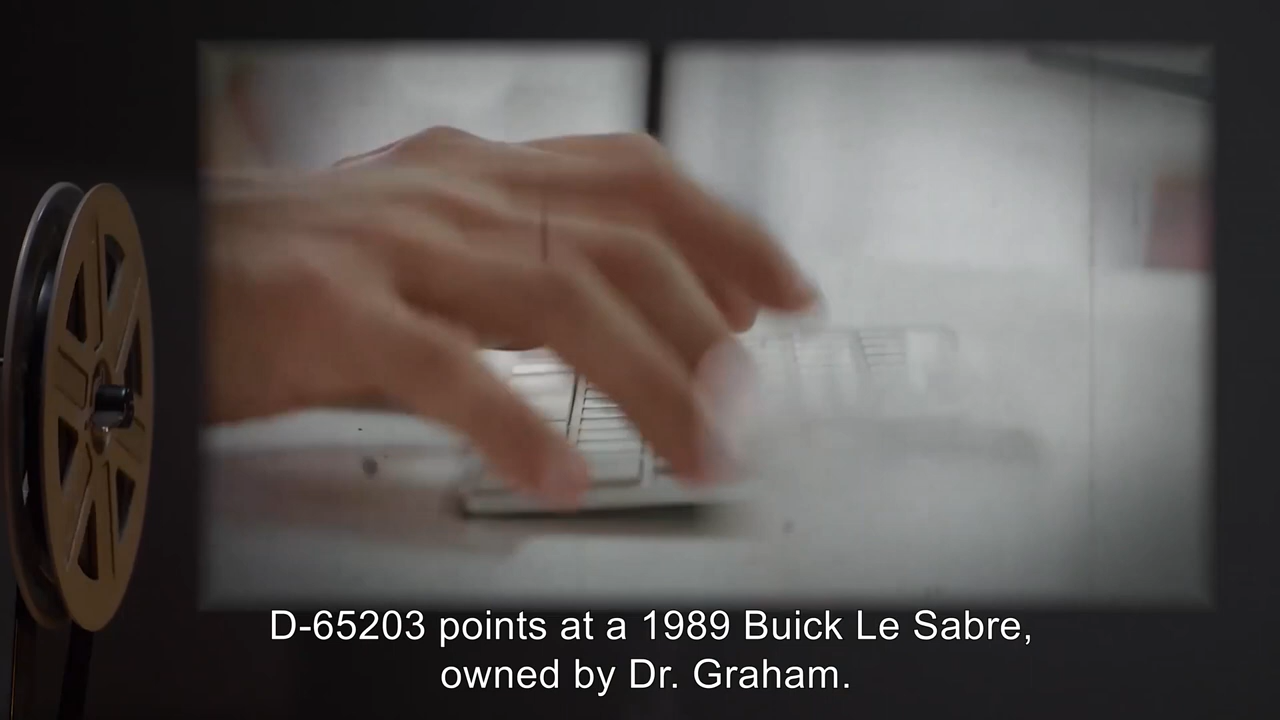 D-65203 points at a 1989 Buick Le Sabre,
owned by Dr. Graham.